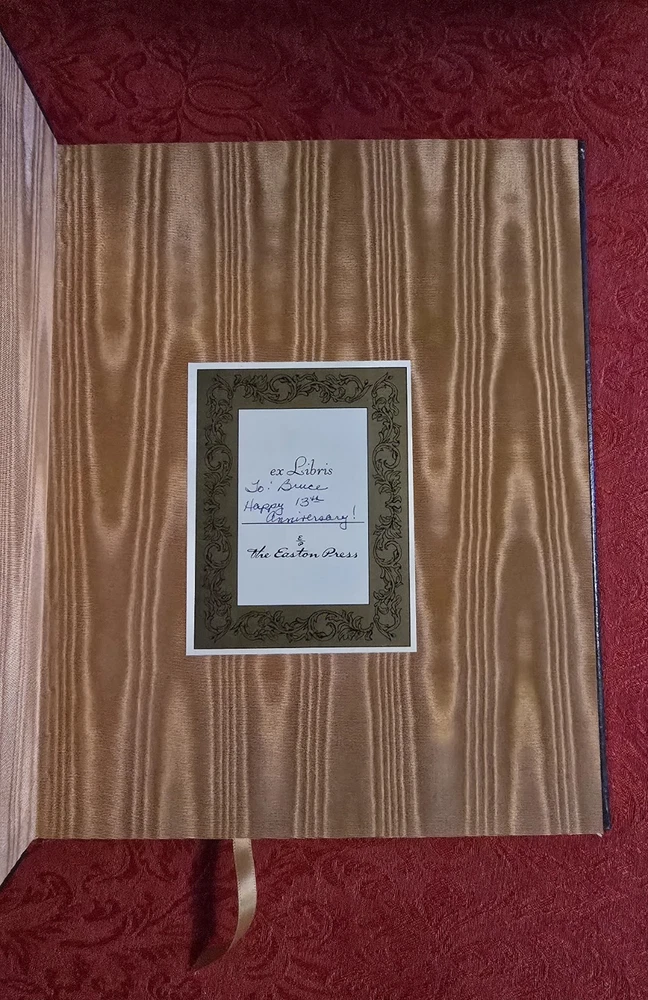 ex Libris
To: Bruce
Happy 13th
Anniversary!
&
The Easton Press